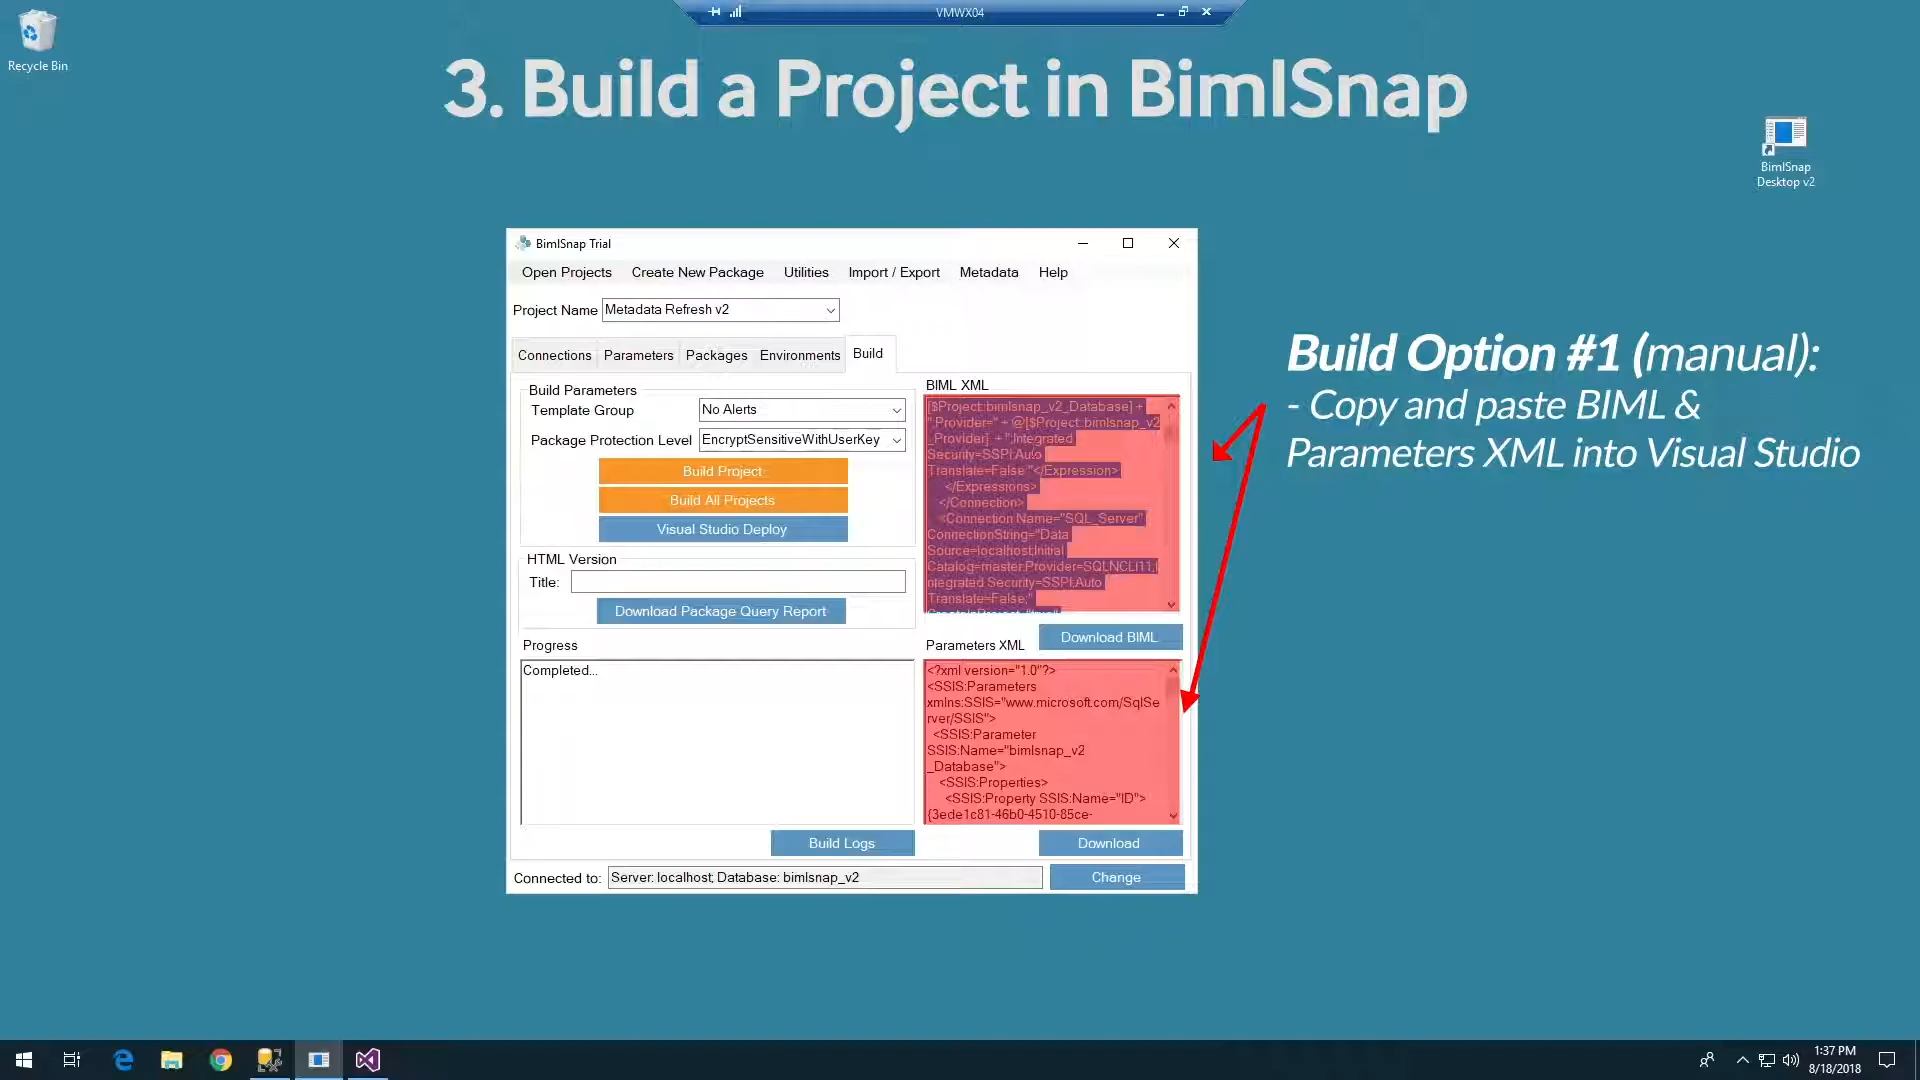 VMWX04
Recycle Bin
3. Build a Project in BimlSnap
BimlSnap
Desktop v2
BimlSnap Trial
Open Projects Create New Package Utilities Import / Export Metadata Help
Project Name Metadata Refresh v2
Connections Parameters Packages Environments Build
Build Parameters
Template Group No Alerts
Package Protection Level EncryptSensitiveWithUserKey
Build Project
Build All Projects
Visual Studio Deploy
HTML Version
Title:
Download Package Query Report
Progress
Completed...
Build Logs
BIML XML
[$Project::bimlsnap_v2_Database] +
";Provider=" + @[$Project::bimlsnap_v2
_Provider] + ";Integrated
Security=SSPI;Auto
Translate=False;"</Expression>
</Expressions>
</Connection>
<Connection Name="SQL_Server"
ConnectionString="Data
Source=localhost;Initial
Catalog=master;Provider=SQLNCLI11;I
ntegrated Security=SSPI;Auto
Translate=False;"
CreateInProject="true"
Download BIML
Parameters XML
<?xml version="1.0"?>
<SSIS:Parameters
xmlns:SSIS="www.microsoft.com/SqlSe
rver/SSIS">
<SSIS:Parameter
SSIS:Name="bimlsnap_v2
_Database">
<SSIS:Properties>
<SSIS:Property SSIS:Name="ID">
{3ede1c81-46b0-4510-85ce-
Download
Connected to: Server: localhost; Database: bimlsnap_v2 Change
Build Option #1 (manual):
- Copy and paste BIML &
Parameters XML into Visual Studio
1:37 PM
8/18/2018